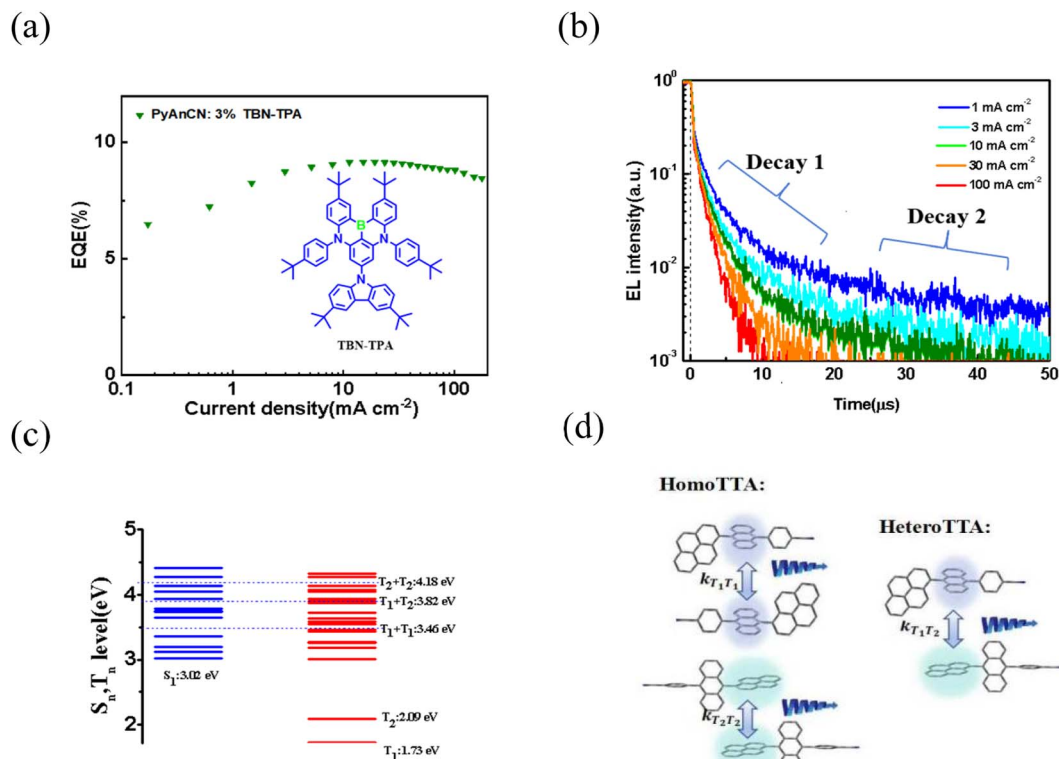 (a)
10
5
0
EQE(%)
PyAnCN: 3% TBN-TPA
B
N
N
N
TBN-TPA
0.1
1
10
100
Current density(mA cm-2)
(b)
10⁰
10⁻¹
10⁻²
10⁻³
EL intensity(a.u.)
1 mA cm⁻²
3 mA cm⁻²
10 mA cm⁻²
30 mA cm⁻²
100 mA cm⁻²
Decay 1
Decay 2
0
10
20
30
40
50
Time(μs)
(c)
5
4
3
2
Sn,Tn level(eV)
T2+T2:4.18 eV
T1+T2:3.82 eV
T1+T1:3.46 eV
S1:3.02 eV
T2:2.09 eV
T1:1.73 eV
(d)
HomoTTA:
kT1T1
kT2T2
HeteroTTA:
kT1T2